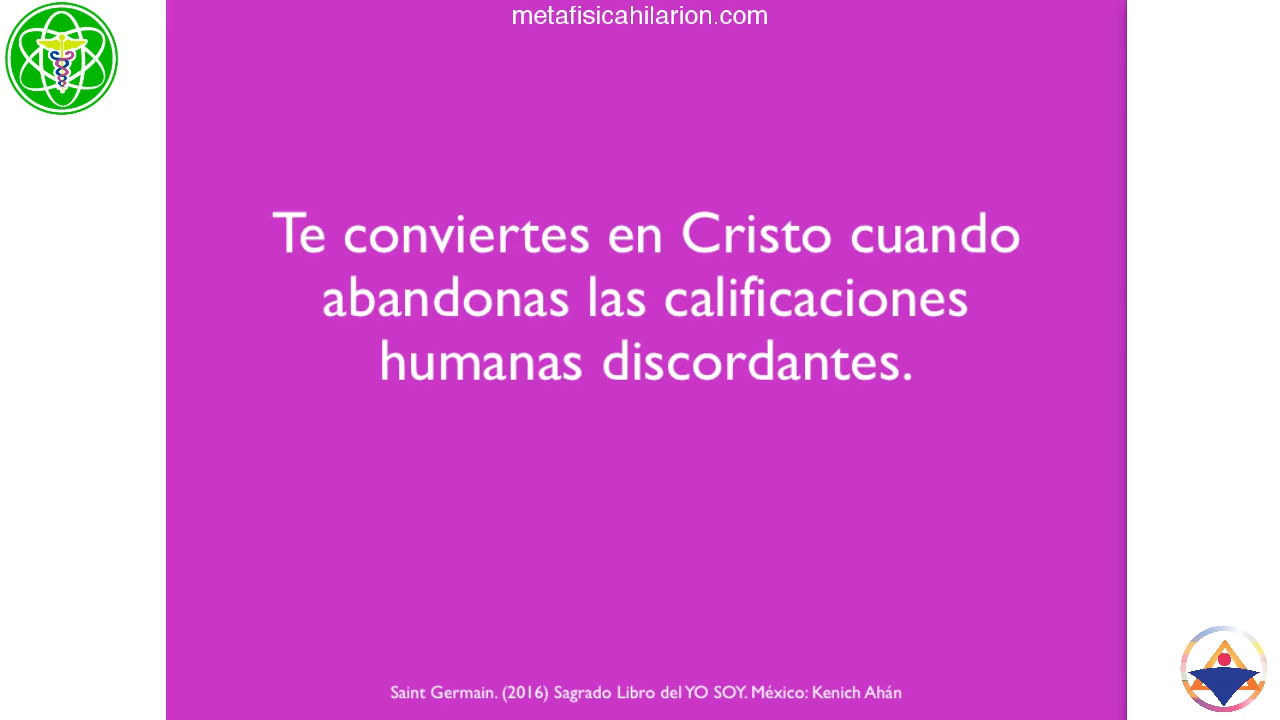 metafisicahilarion.com
Te conviertes en Cristo cuando
abandonas las calificaciones
humanas discordantes.
Saint Germain. (2016) Sagrado Libro del YO SOY. México: Kenich Ahán